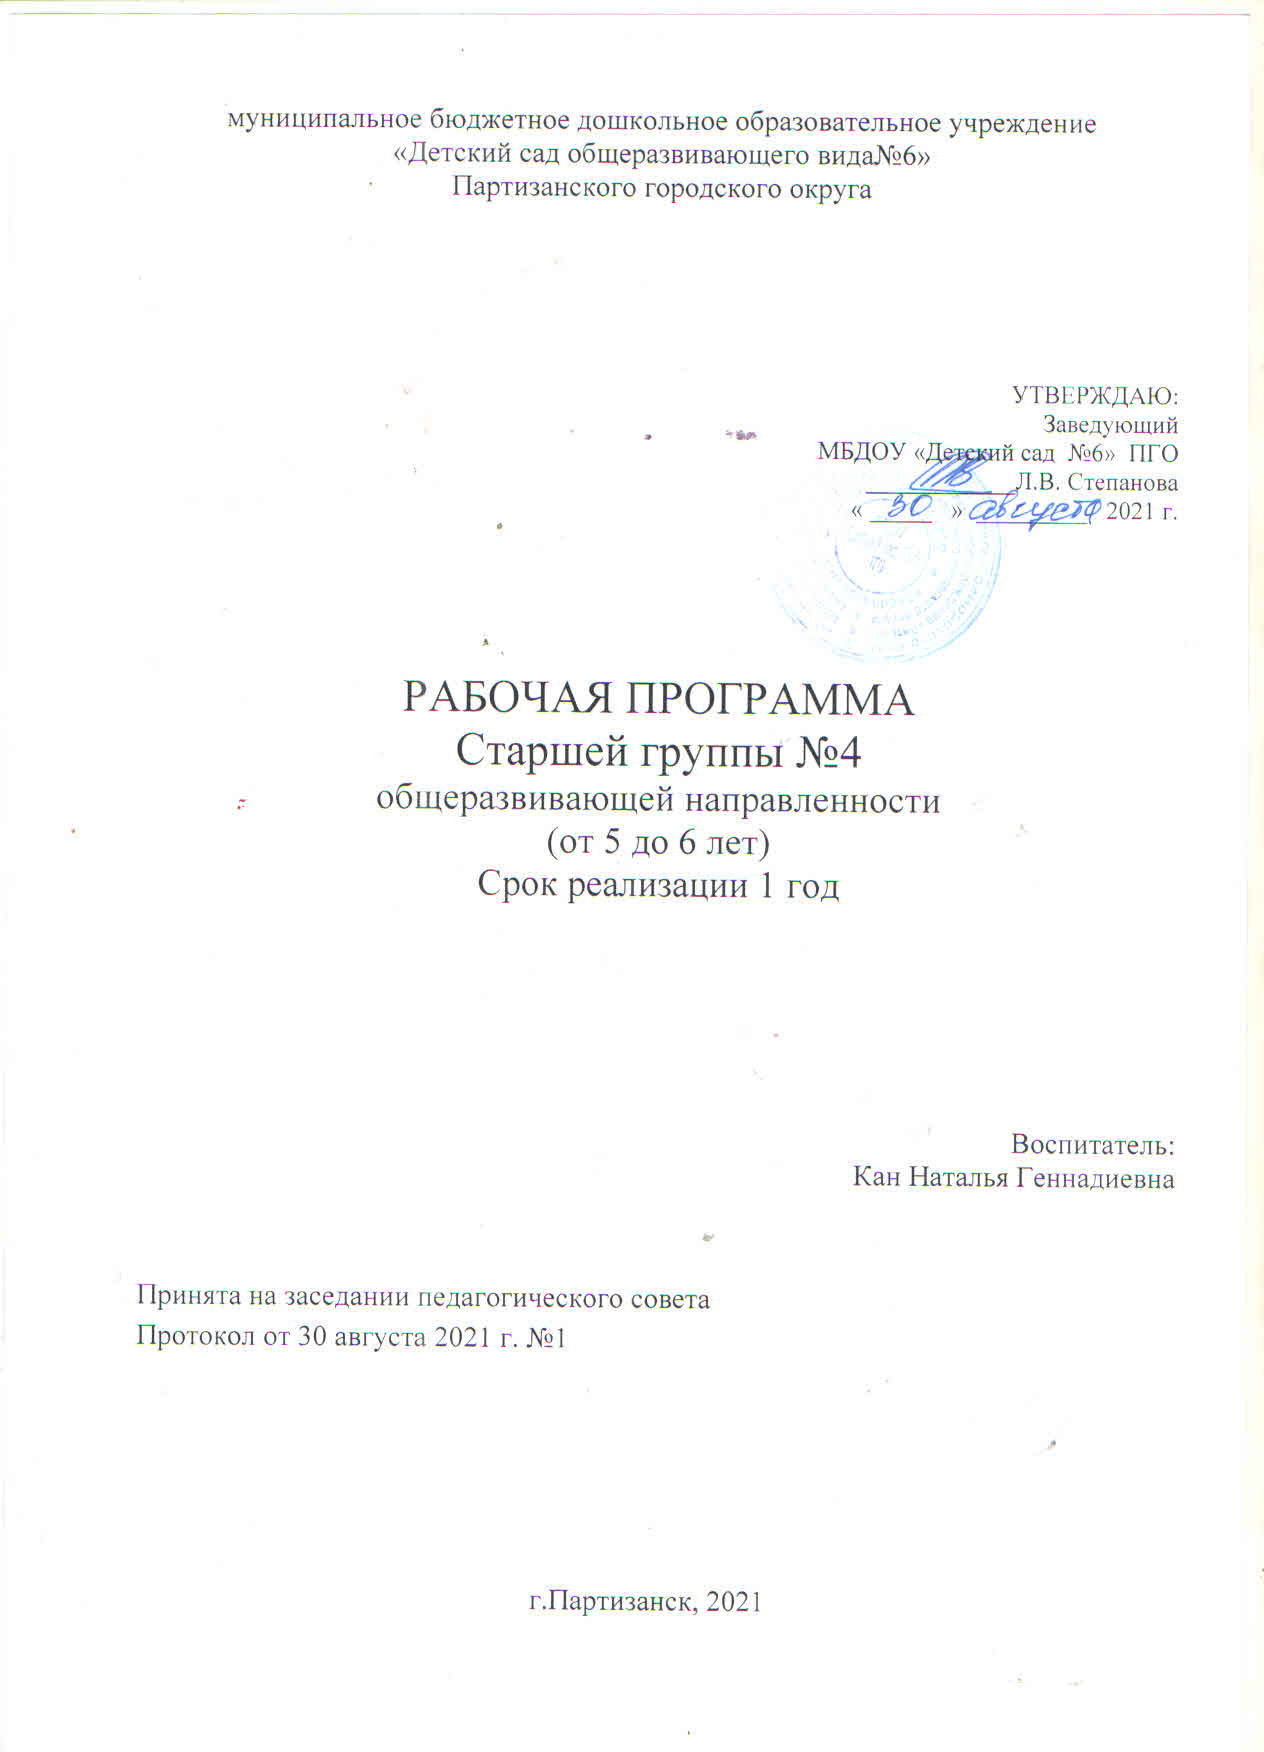 муниципальное бюджетное дошкольное образовательное учреждение
«Детский сад общеразвивающего вида№6»
Партизанского городского округа
УТВЕРЖДАЮ:
Заведующий
МБДОУ «Детский сад №6» ПГО
Л.В. Степанова
« 30 » августа 2021 г.
РАБОЧАЯ ПРОГРАММА
Старшей группы №4
общеразвивающей направленности
(от 5 до 6 лет)
Срок реализации 1 год
Воспитатель:
Кан Наталья Геннадиевна
Принята на заседании педагогического совета
Протокол от 30 августа 2021 г. №1
г.Партизанск, 2021